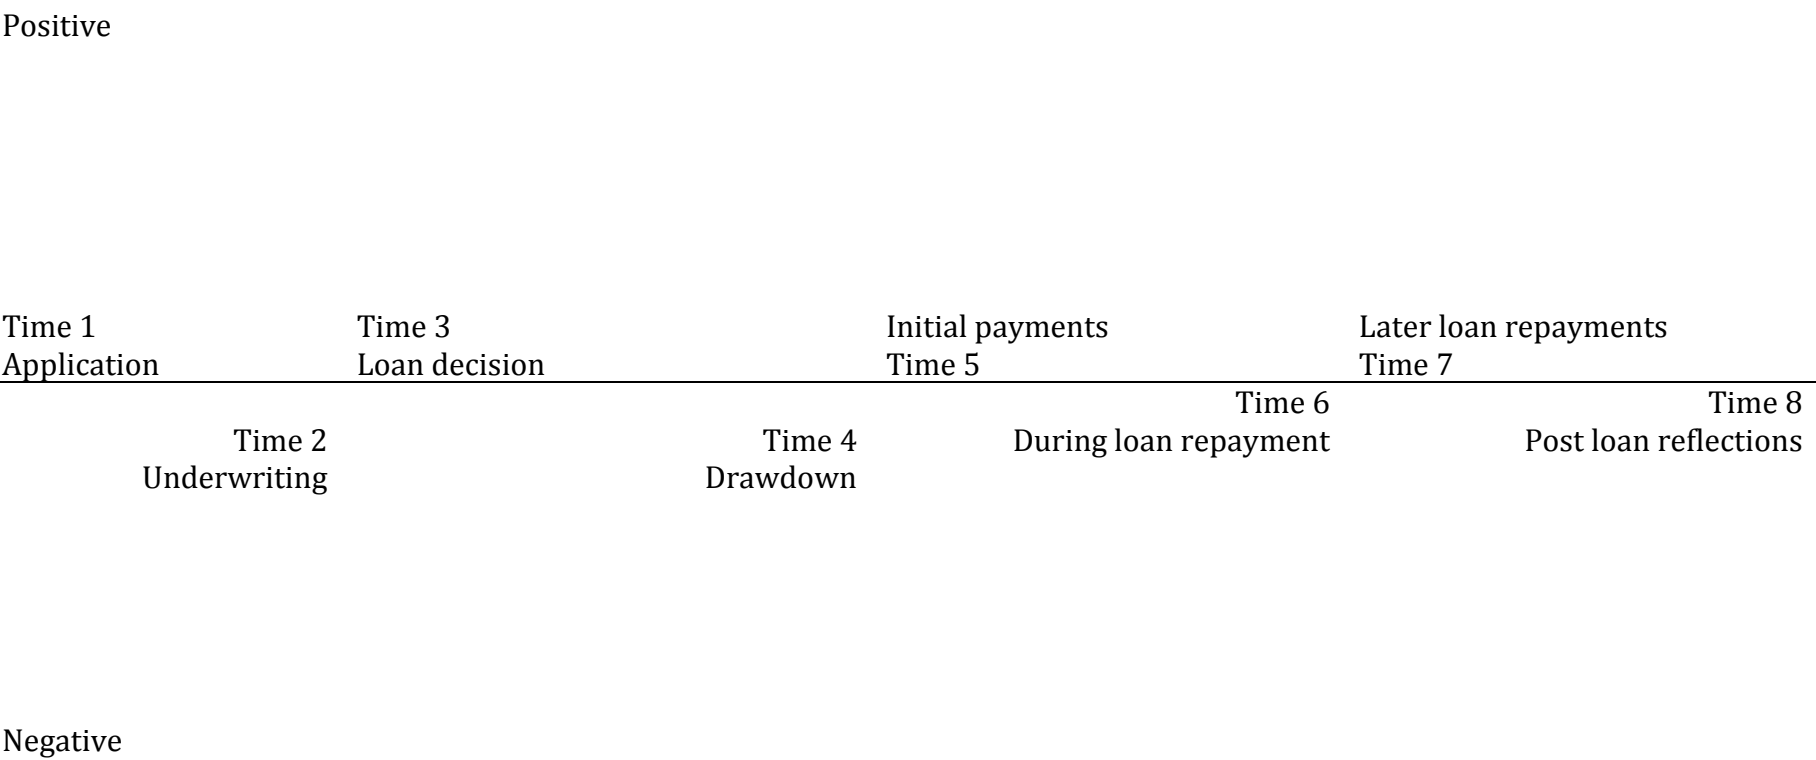 Positive
Time 1
Application
Time 3
Loan decision
Initial payments
Time 5
Later loan repayments
Time 7
Time 2
Underwriting
Time 4
Drawdown
Time 6
During loan repayment
Time 8
Post loan reflections
Negative